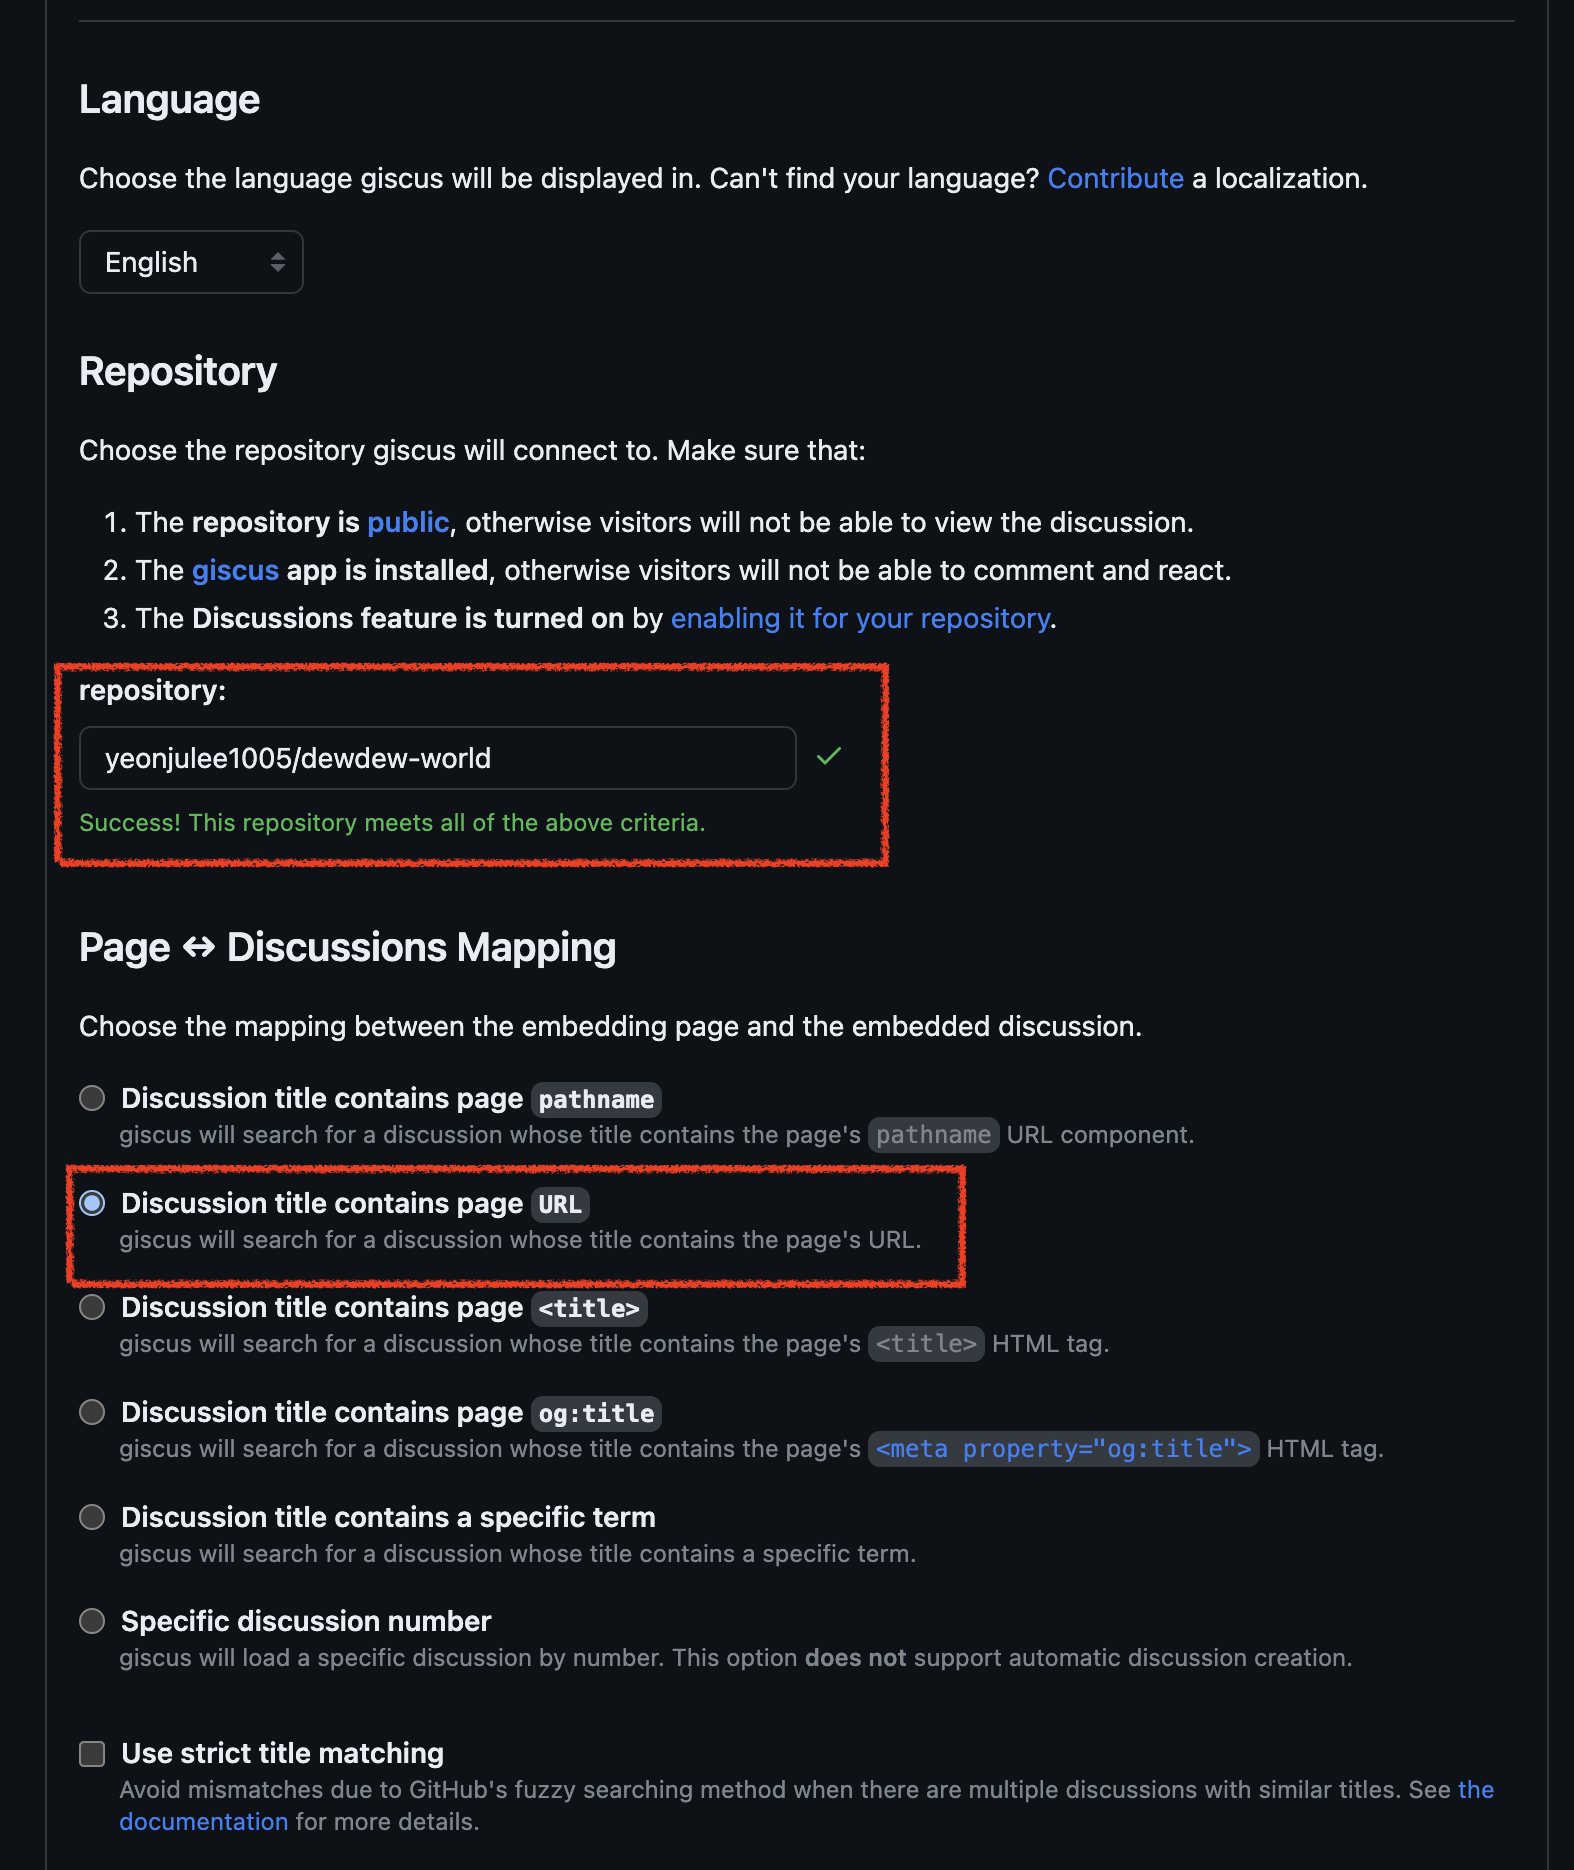 Language
Choose the language giscus will be displayed in. Can't find your language? Contribute a localization.
English
Repository
Choose the repository giscus will connect to. Make sure that:
1. The repository is public, otherwise visitors will not be able to view the discussion.
2. The giscus app is installed, otherwise visitors will not be able to comment and react.
3. The Discussions feature is turned on by enabling it for your repository.
repository:
yeonjulee1005/dewdew-world
Success! This repository meets all of the above criteria.
Page ↔ Discussions Mapping
Choose the mapping between the embedding page and the embedded discussion.
Discussion title contains page pathname
giscus will search for a discussion whose title contains the page's pathname URL component.
Discussion title contains page URL
giscus will search for a discussion whose title contains the page's URL.
Discussion title contains page <title>
giscus will search for a discussion whose title contains the page's <title> HTML tag.
Discussion title contains page og:title
giscus will search for a discussion whose title contains the page's <meta property="og:title"> HTML tag.
Discussion title contains a specific term
giscus will search for a discussion whose title contains a specific term.
Specific discussion number
giscus will load a specific discussion by number. This option does not support automatic discussion creation.
Use strict title matching
Avoid mismatches due to GitHub's fuzzy searching method when there are multiple discussions with similar titles. See the
documentation for more details.